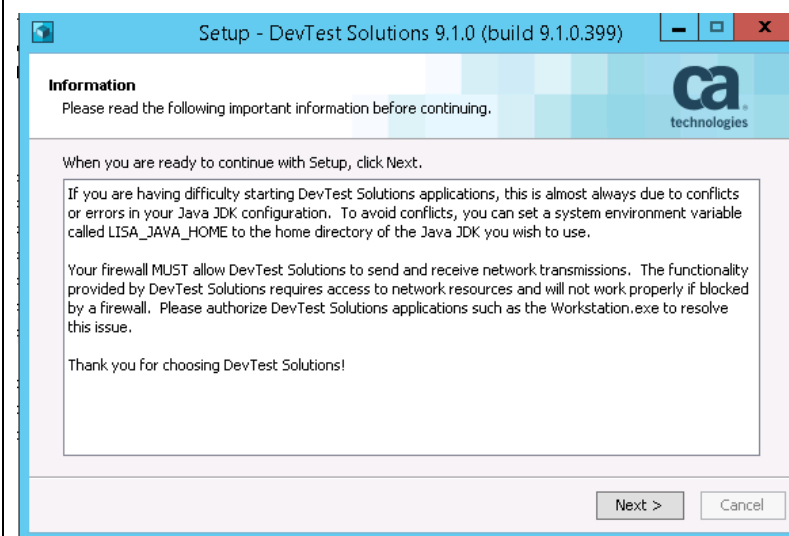 Setup - DevTest Solutions 9.1.0 (build 9.1.0.399)
Information
Please read the following important information before continuing.
ca
technologies
When you are ready to continue with Setup, click Next.
If you are having difficulty starting DevTest Solutions applications, this is almost always due to conflicts
or errors in your Java JDK configuration.  To avoid conflicts, you can set a system environment variable
called LISA_JAVA_HOME to the home directory of the Java JDK you wish to use.
Your firewall MUST allow DevTest Solutions to send and receive network transmissions.  The functionality
provided by DevTest Solutions requires access to network resources and will not work properly if blocked
by a firewall.  Please authorize DevTest Solutions applications such as the Workstation.exe to resolve
this issue.
Thank you for choosing DevTest Solutions!
Next >
Cancel